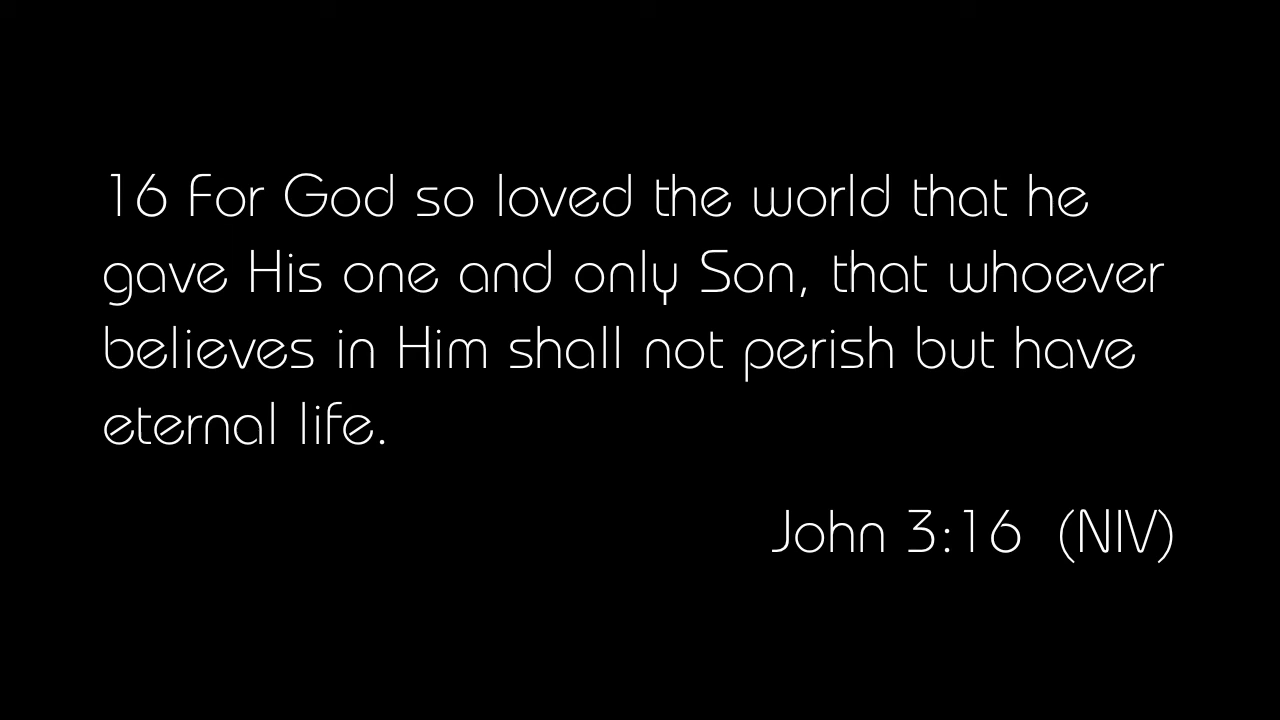 16 For God so loved the world that he
gave His one and only Son, that whoever
believes in Him shall not perish but have
eternal life.
John 3:16 (NIV)